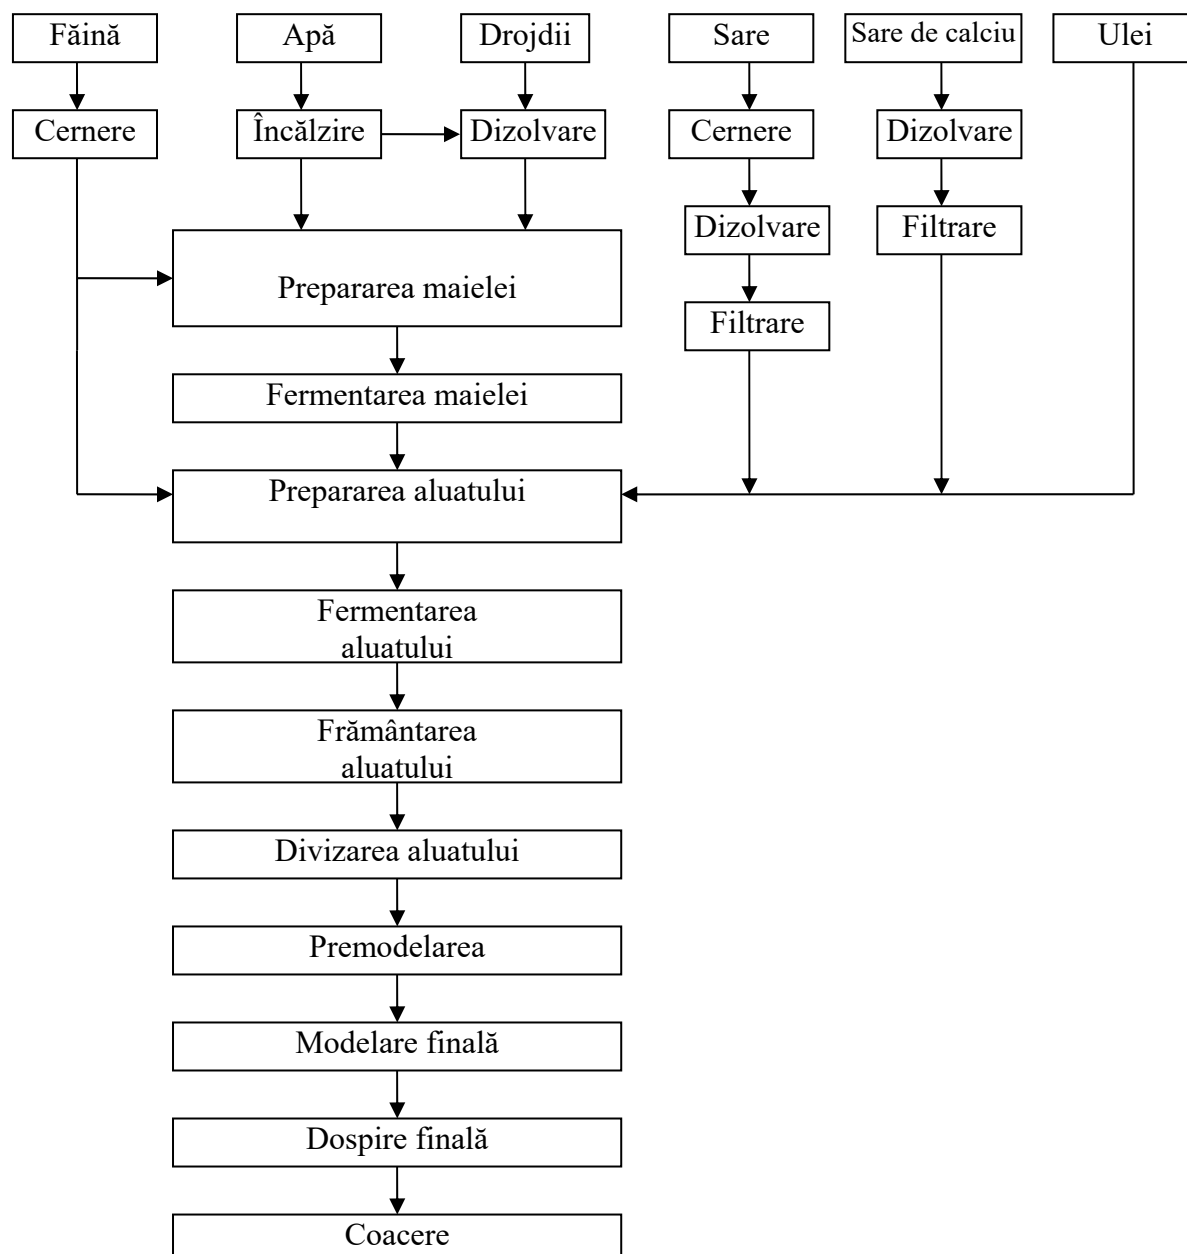 Făină
Apă
Drojdii
Sare
Sare de calciu
Ulei
Cernere
Încălzire
Dizolvare
Cernere
Dizolvare
Dizolvare
Filtrare
Prepararea maielei
Filtrare
Fermentarea maielei
Prepararea aluatului
Fermentarea
aluatului
Frământarea
aluatului
Divizarea aluatului
Premodelarea
Modelare finală
Dospire finală
Coacere